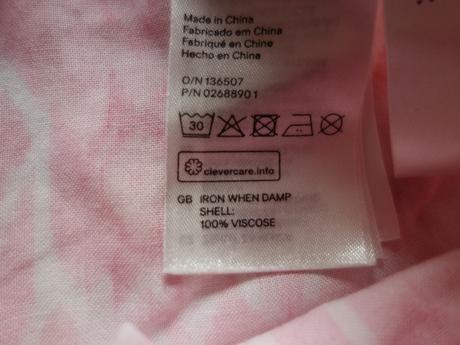 Made in China
Fabricado em China
Fabriqué en Chine
Hecho en China
O/N 136507
P/N 02688901
30
clevercare.info
GB IRON WHEN DAMP
SHELL:
100% VISCOSE